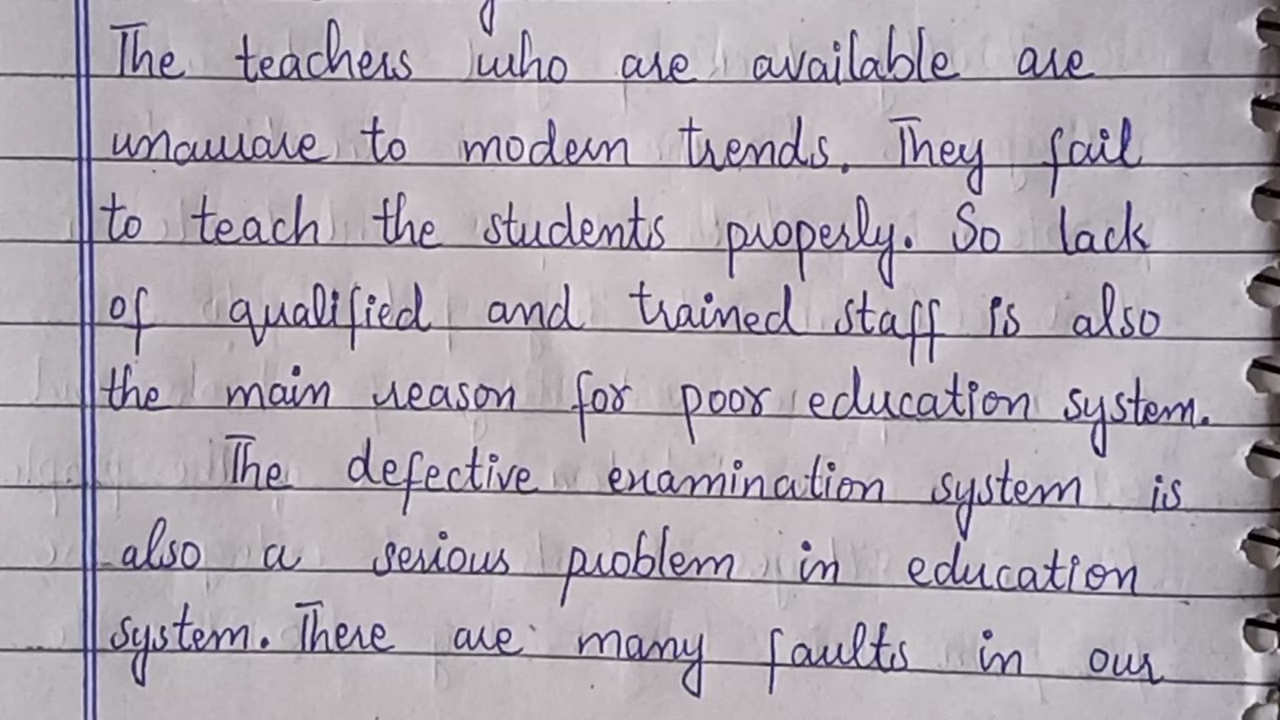 The teachers who are available are
unaware to modern trends. They fail
to teach the students properly. So lack
of qualified and trained staff is also
the main reason for poor education system.
The defective examination system is
also a serious problem in education
system. There are many faults in our